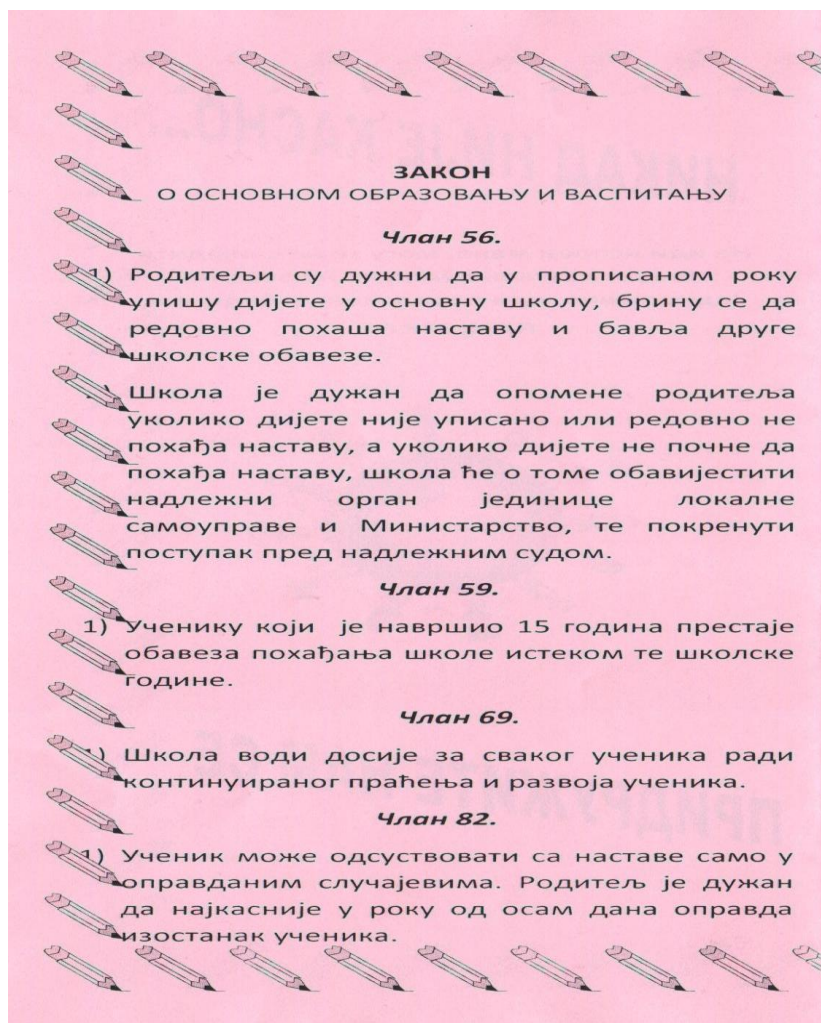 ЗАКОН
О ОСНОВНОМ ОБРАЗОВАЊУ И ВАСПИТАЊУ
Члан 56.
1) Родитељи су дужни да у прописаном року
упишу дијете у основну школу, брину се да
редовно похаша наставу и бавља друге
школске обавезе.
Школа је дужан да опомене родитеља
уколико дијете није уписано или редовно не
похађа наставу, а уколико дијете не почне да
похађа наставу, школа ће о томе обавијестити
надлежни орган јединице локалне
самоуправе и Министарство, те покренути
поступак пред надлежним судом.
Члан 59.
1) Ученику који је навршио 15 година престаје
обавеза похађања школе истеком те школске
године.
Члан 69.
1) Школа води досије за сваког ученика ради
континуираног праћења и развоја ученика.
Члан 82.
1) Ученик може одсуствовати са наставе само у
оправданим случајевима. Родитељ је дужан
да најкасније у року од осам дана оправда
изостанак ученика.